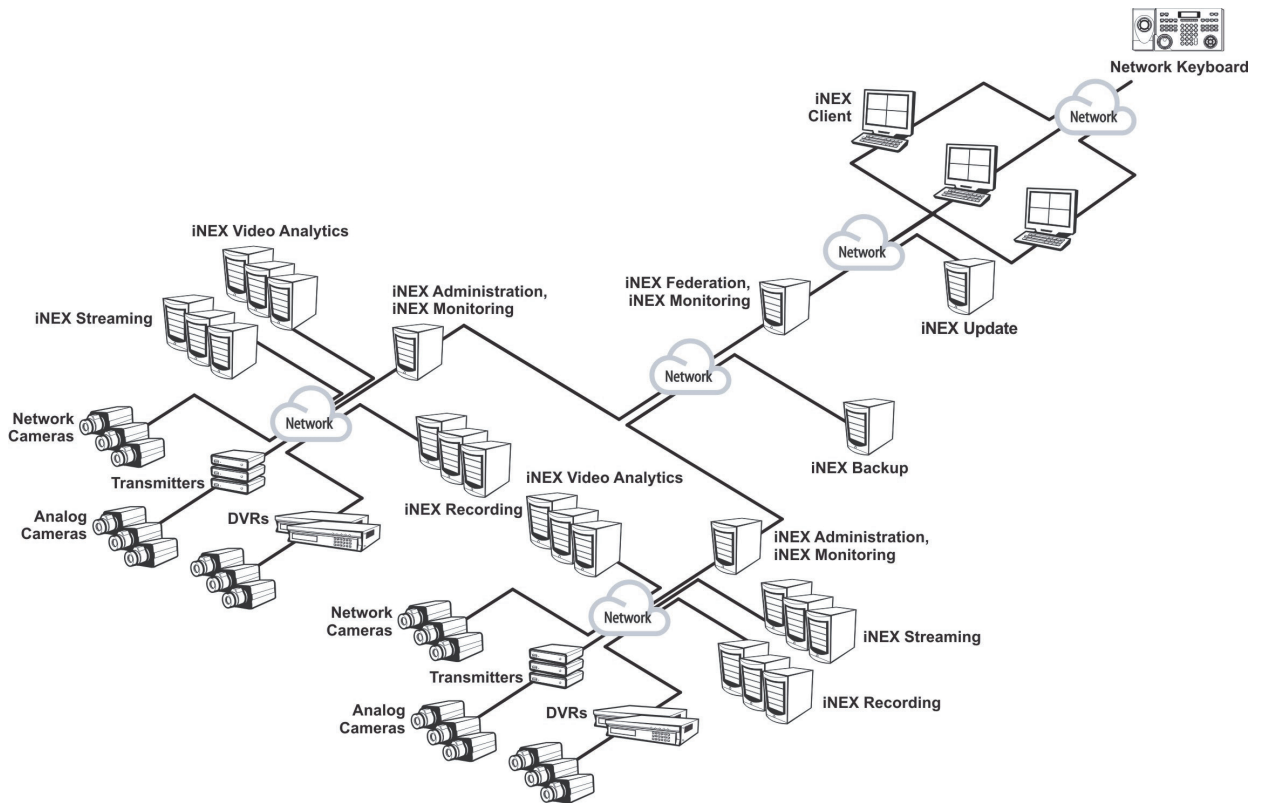 Network Keyboard
iNEX
Client
Network
iNEX Video Analytics
Network
iNEX Federation,
iNEX Monitoring
iNEX Administration,
iNEX Monitoring
iNEX Streaming
iNEX Update
Network
Network
Cameras
Network
iNEX Backup
Transmitters
iNEX Video Analytics
iNEX Recording
Analog
Cameras
DVRs
iNEX Administration,
iNEX Monitoring
Network
Cameras
Network
iNEX Streaming
Transmitters
iNEX Recording
Analog
Cameras
DVRs